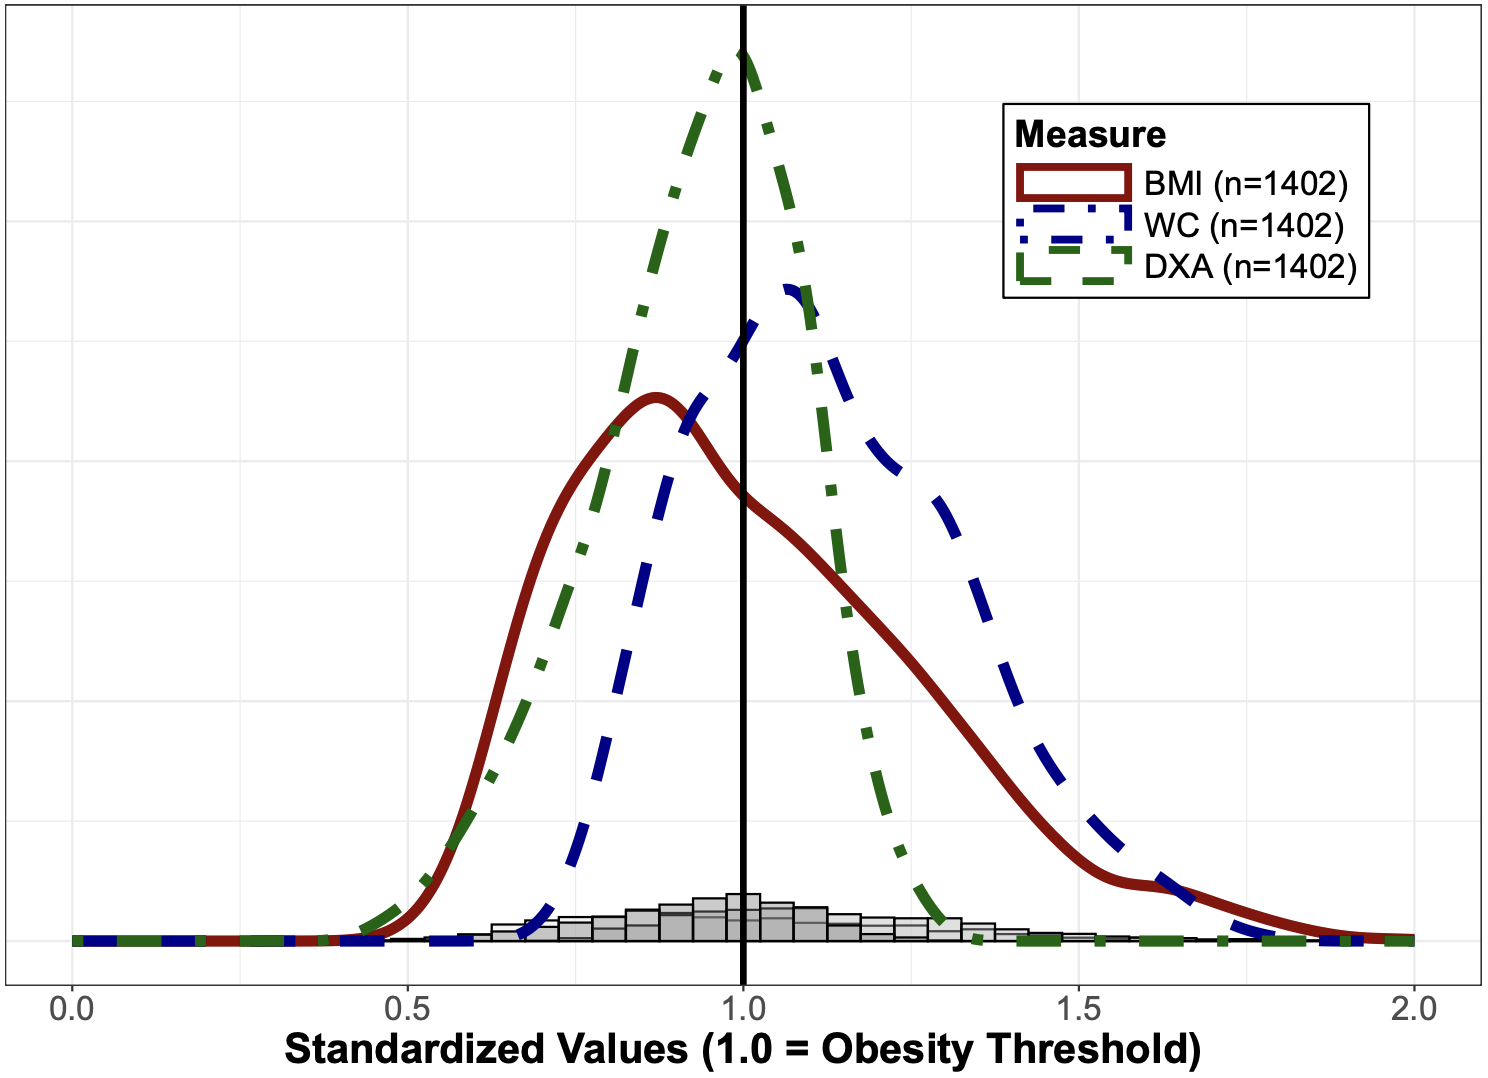 Measure
BMI (n=1402)
WC (n=1402)
DXA (n=1402)
0.0 0.5 1.0 1.5 2.0
Standardized Values (1.0 = Obesity Threshold)